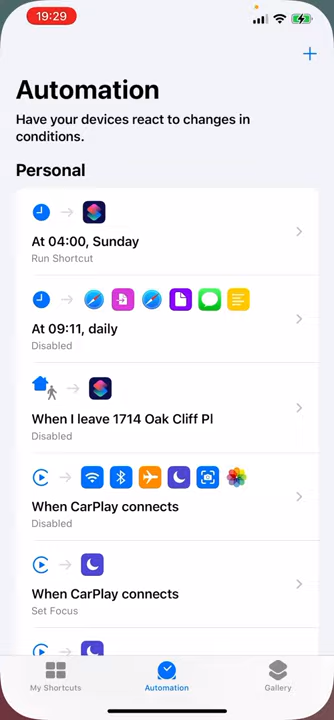 19:29
Automation
Have your devices react to changes in
conditions.
Personal
At 04:00, Sunday
Run Shortcut
At 09:11, daily
Disabled
When I leave 1714 Oak Cliff Pl
Disabled
When CarPlay connects
Disabled
When CarPlay connects
Set Focus
My Shortcuts
Automation
Gallery